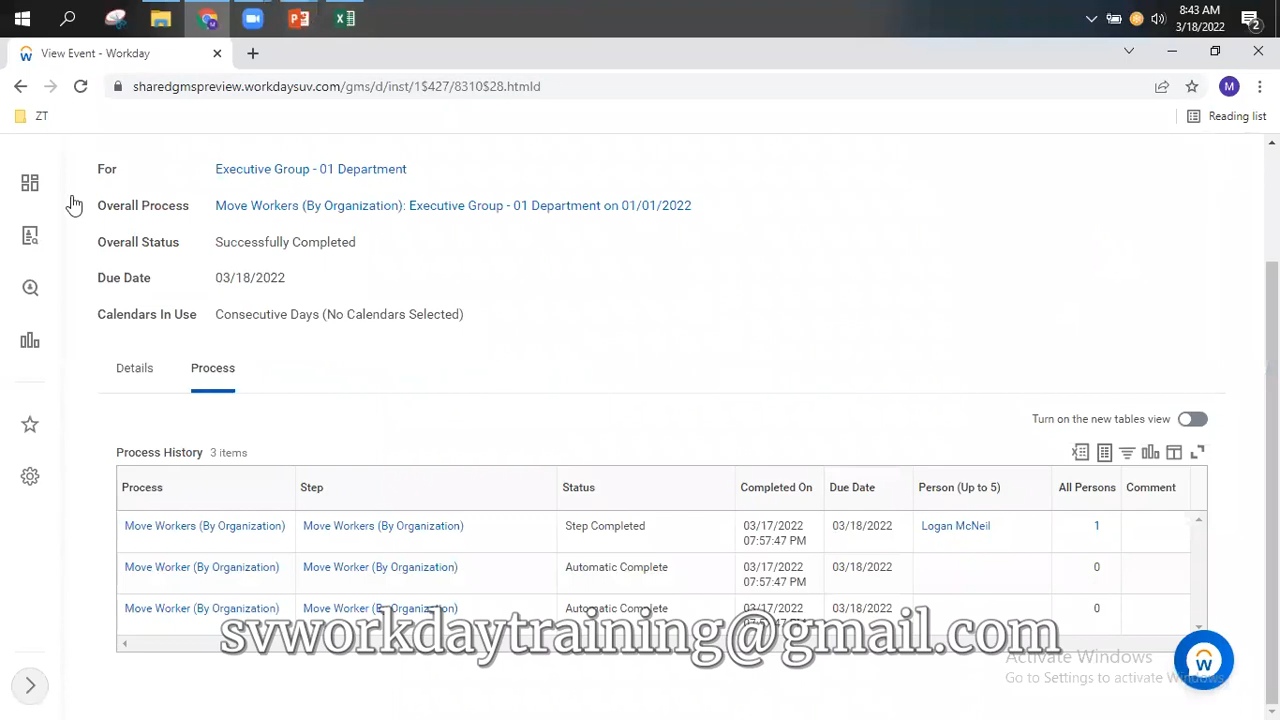 8:43 AM
3/18/2022
2
View Event - Workday
sharedgmspreview.workdaysuv.com/gms/d/inst/1$427/8310$28.htmld
M
ZT
Reading list
For
Executive Group - 01 Department
Overall Process
Move Workers (By Organization): Executive Group - 01 Department on 01/01/2022
Overall Status
Successfully Completed
Due Date
03/18/2022
Calendars In Use
Consecutive Days (No Calendars Selected)
Details
Process
Turn on the new tables view
Process History 3 items
Process Step Status Completed On Due Date Person (Up to 5) All Persons Comment
Move Workers (By Organization) Move Workers (By Organization) Step Completed 03/17/2022 03/18/2022 Logan McNeil 1
07:57:47 PM
Move Worker (By Organization) Move Worker (By Organization) Automatic Complete 03/17/2022 03/18/2022 0
07:57:47 PM
Move Worker (By Organization) Move Worker (By Organization) Automatic Complete 03/17/2022 03/18/2022 0
svworkdaytraining@gmail.com
Activate Windows
Go to Settings to activate Windows.